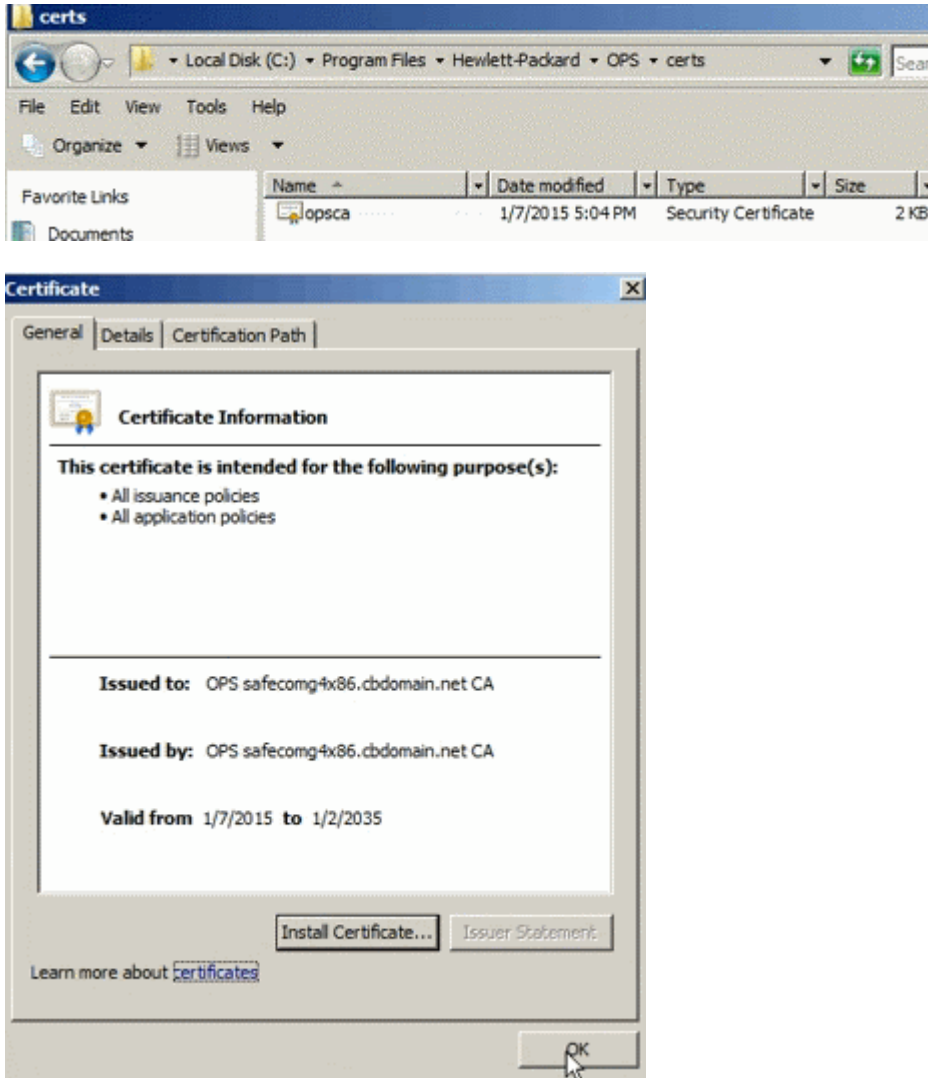 certs
Local Disk (C:) Program Files Hewlett-Packard OPS certs
File Edit View Tools Help
Organize Views
Favorite Links
Name Date modified Type Size
opsca 1/7/2015 5:04 PM Security Certificate 2 KB
Documents
Certificate
General Details Certification Path
Certificate Information
This certificate is intended for the following purpose(s):
• All issuance policies
• All application policies
Issued to: OPS safecomg4x86.cbdomain.net CA
Issued by: OPS safecomg4x86.cbdomain.net CA
Valid from 1/7/2015 to 1/2/2035
Install Certificate... Issuer Statement
Learn more about certificates
OK